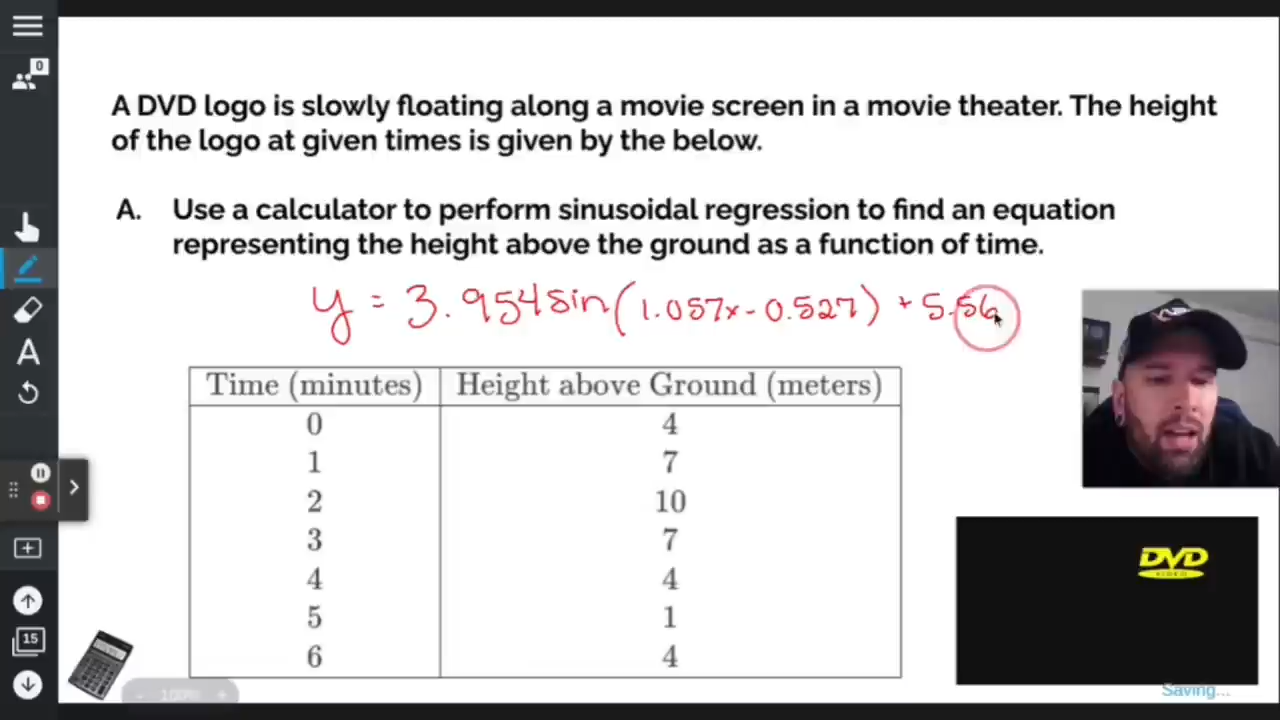 0
A DVD logo is slowly floating along a movie screen in a movie theater. The height
of the logo at given times is given by the below.
A. Use a calculator to perform sinusoidal regression to find an equation
representing the height above the ground as a function of time.
y = 3.954sin(1.057x-0.527) + 5.56
Time (minutes) Height above Ground (meters)
0 4
1 7
2 10
3 7
4 4
5 1
6 4
A
15
DVD
VIDEO
- 100% +
Saving...